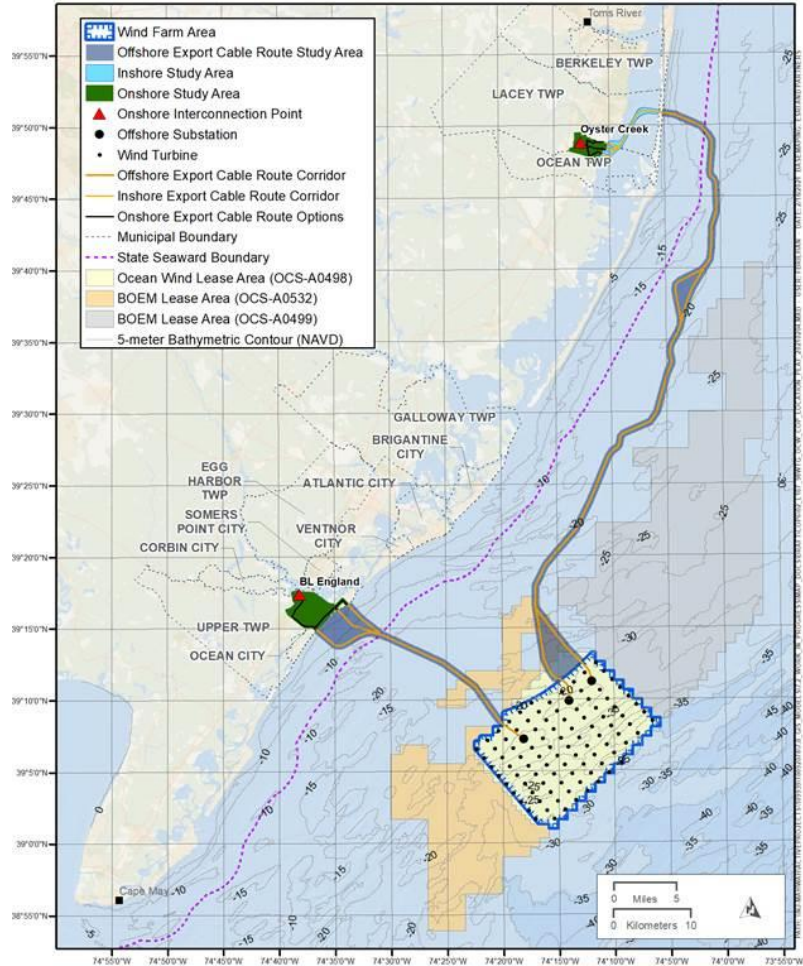 Toms River
Wind Farm Area
Offshore Export Cable Route Study Area
Inshore Study Area
Onshore Study Area
Onshore Interconnection Point
Offshore Substation
Wind Turbine
Offshore Export Cable Route Corridor
Inshore Export Cable Route Corridor
Onshore Export Cable Route Options
Municipal Boundary
State Seaward Boundary
Ocean Wind Lease Area (OCS-A0498)
BOEM Lease Area (OCS-A0532)
BOEM Lease Area (OCS-A0499)
5-meter Bathymetric Contour (NAVD)
BERKELEY TWP
LACEY TWP
Oyster Creek
OCEAN TWP
39°55'0"N
39°50'0"N
39°45'0"N
39°40'0"N
39°35'0"N
39°30'0"N
39°25'0"N
39°20'0"N
39°15'0"N
39°10'0"N
39°5'0"N
39°0'0"N
38°55'0"N
GALLOWAY TWP
BRIGANTINE
CITY
EGG
HARBOR
TWP
ATLANTIC CITY
SOMERS
POINT CITY
VENTNOR
CITY
CORBIN CITY
BL England
UPPER TWP
OCEAN CITY
Cape May
0 Miles 5
0 Kilometers 10
74°55'0"W 74°50'0"W 74°45'0"W 74°40'0"W 74°35'0"W 74°30'0"W 74°25'0"W 74°20'0"W 74°15'0"W 74°10'0"W 74°5'0"W 74°0'0"W 73°55'0"W